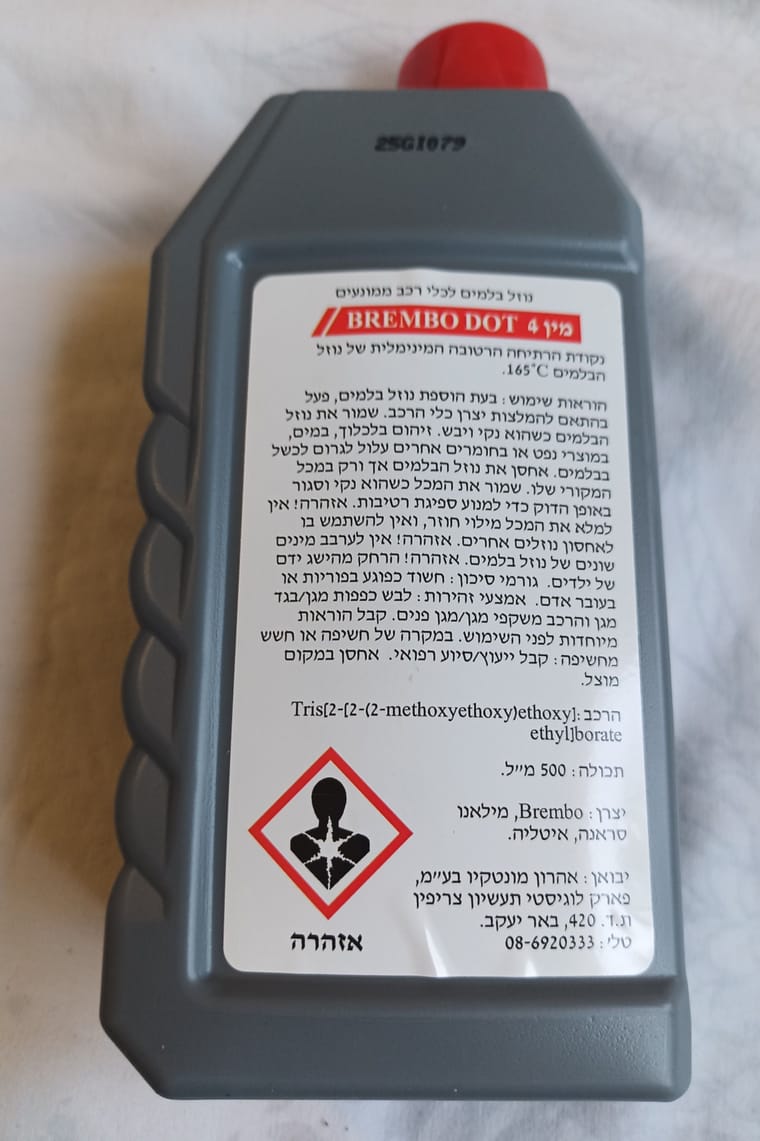 25GI079
נוזל בלמים לכלי רכב ממונעים
BREMBO DOT 4 מין
נקודת הרתיחה הרטובה המינימלית של נוזל
הבלמים 165°C.
הוראות שימוש: בעת הוספת נוזל בלמים, פעל
בהתאם להמלצות יצרן כלי הרכב. שמור את נוזל
הבלמים כשהוא נקי ויבש. זיהום בלכלוך, במים,
במוצרי נפט או בחומרים אחרים עלול לגרום לכשל
בבלמים. אחסן את נוזל הבלמים אך ורק במכל
המקורי שלו. שמור את המכל כשהוא נקי וסגור
באופן הדוק כדי למנוע ספיגת רטיבות. אזהרה! אין
למלא את המכל מילוי חוזר, ואין להשתמש בו
לאחסון נוזלים אחרים. אזהרה! אין לערבב מינים
שונים של נוזל בלמים. אזהרה! הרחק מהישג ידם
של ילדים. גורמי סיכון: חשוד כפוגע בפוריות או
בעובר אדם. אמצעי זהירות: לבש כפפות מגן/בגד
מגן והרכב משקפי מגן/מגן פנים. קבל הוראות
מיוחדות לפני השימוש. במקרה של חשיפה או חשש
מחשיפה: קבל ייעוץ/סיוע רפואי. אחסן במקום
מוצל.
הרכב: Tris[2-[2-(2-methoxyethoxy)ethoxy]
ethyl]borate
תכולה: 500 מ״ל.
יצרן: Brembo, מילאנו
סראנה, איטליה.
יבואן: אהרון מונטקיו בע״מ,
פארק לוגיסטי תעשיון צריפין
ת.ד. 420, באר יעקב.
טלי: 08-6920333
אזהרה